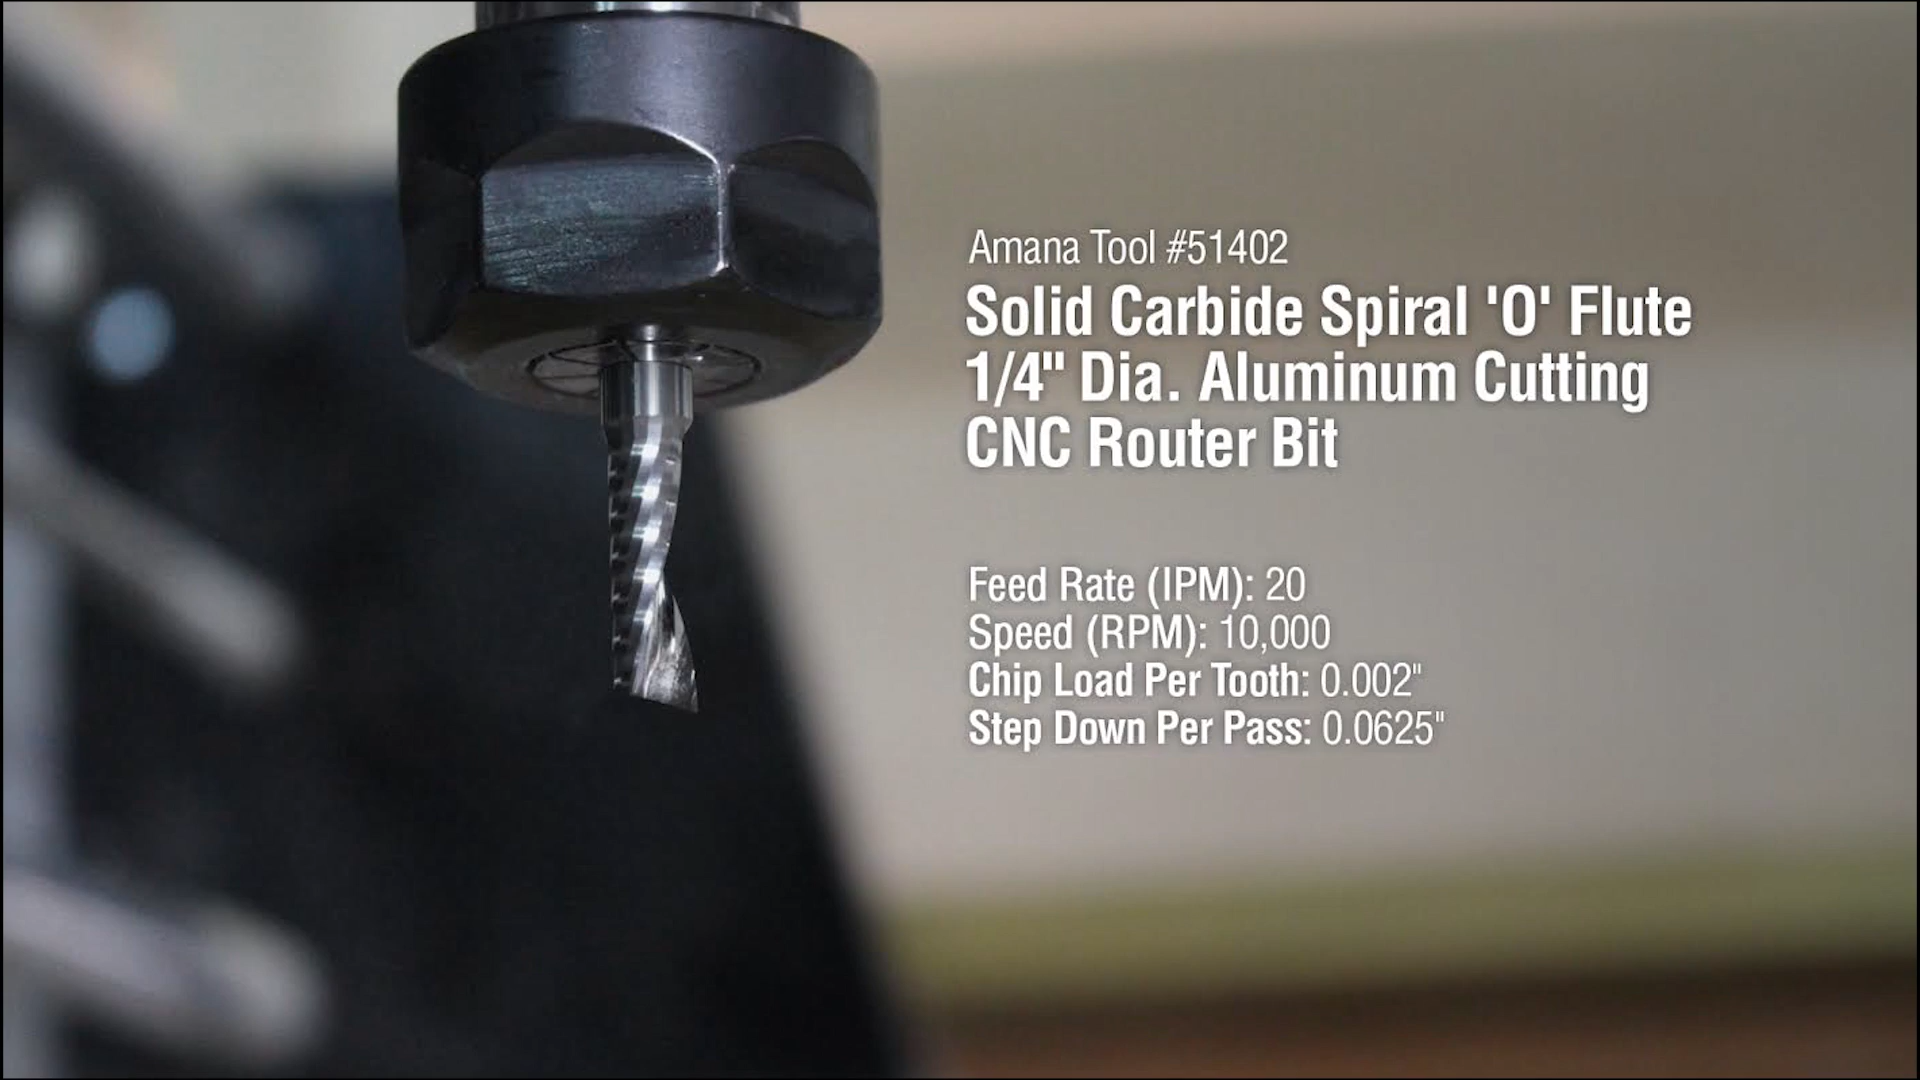 Amana Tool #51402
Solid Carbide Spiral 'O' Flute
1/4" Dia. Aluminum Cutting
CNC Router Bit
Feed Rate (IPM): 20
Speed (RPM): 10,000
Chip Load Per Tooth: 0.002"
Step Down Per Pass: 0.0625"